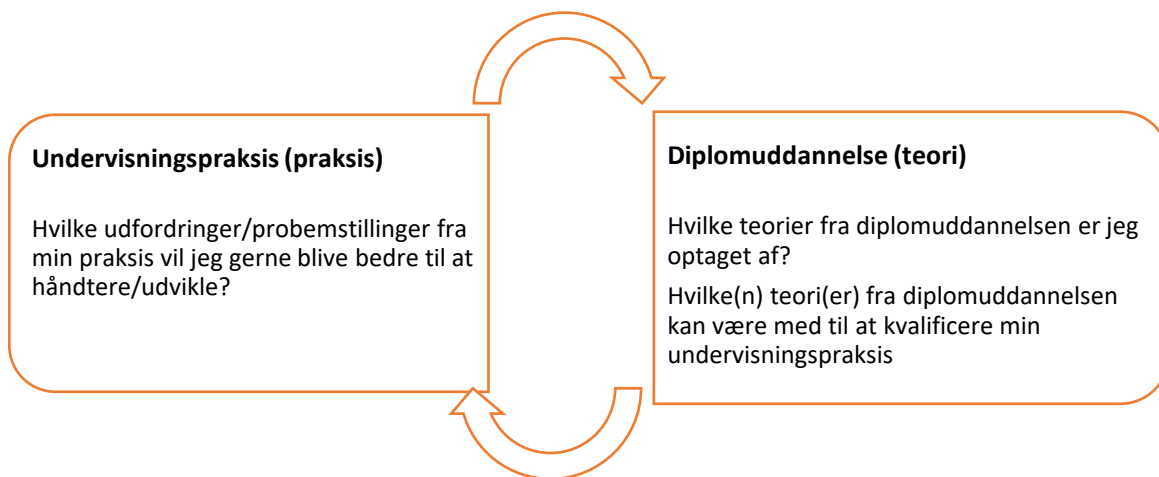 Undervisningspraksis (praksis)
Hvilke udfordringer/probemstillinger fra
min praksis vil jeg gerne blive bedre til at
håndtere/udvikle?
Diplomuddannelse (teori)
Hvilke teorier fra diplomuddannelsen er jeg
optaget af?
Hvilke(n) teori(er) fra diplomuddannelsen
kan være med til at kvalificere min
undervisningspraksis